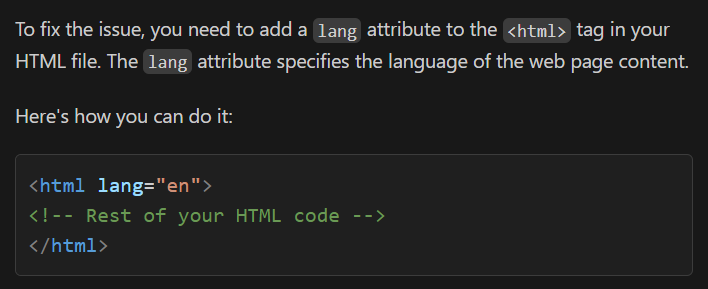 To fix the issue, you need to add a lang attribute to the <html> tag in your
HTML file. The lang attribute specifies the language of the web page content.
Here's how you can do it:
<html lang="en">
<!-- Rest of your HTML code -->
</html>